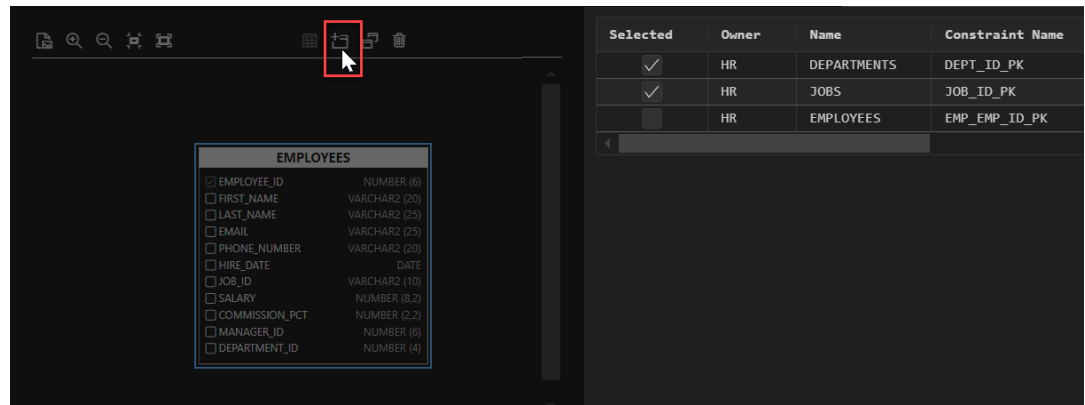 Selected Owner Name Constraint Name
HR DEPARTMENTS DEPT_ID_PK
HR JOBS JOB_ID_PK
HR EMPLOYEES EMP_EMP_ID_PK
EMPLOYEES
EMPLOYEE_ID NUMBER (6)
FIRST_NAME VARCHAR2 (20)
LAST_NAME VARCHAR2 (25)
EMAIL VARCHAR2 (25)
PHONE_NUMBER VARCHAR2 (20)
HIRE_DATE DATE
JOB_ID VARCHAR2 (10)
SALARY NUMBER (8,2)
COMMISSION_PCT NUMBER (2,2)
MANAGER_ID NUMBER (6)
DEPARTMENT_ID NUMBER (4)